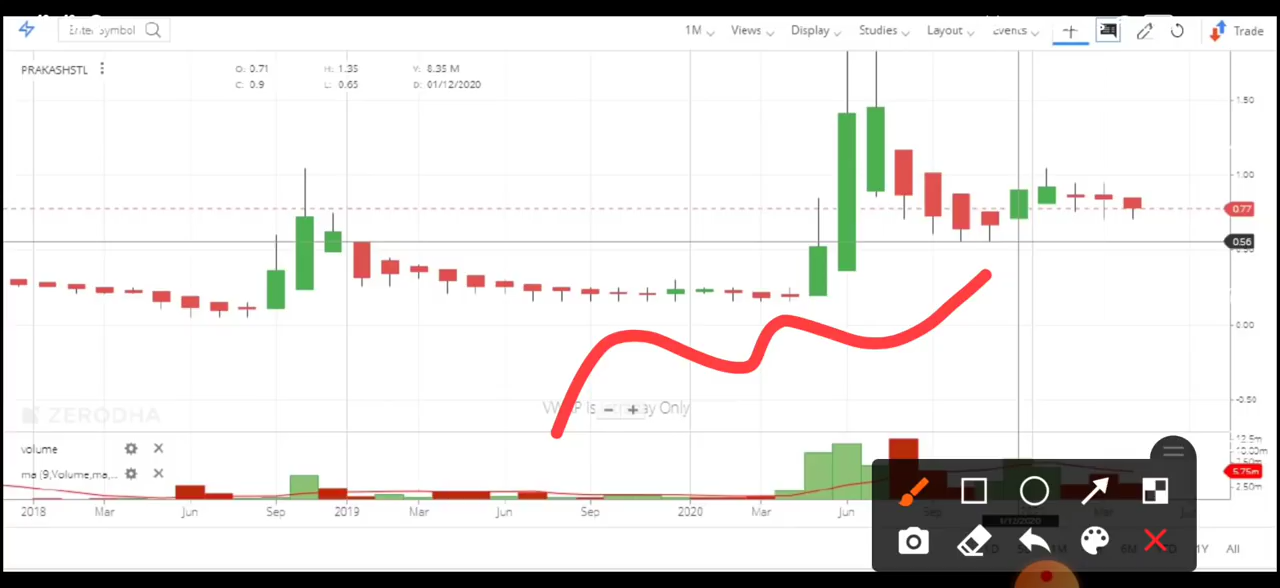 Enter Symbol
1M Views Display Studies Layout Events Trade
PRAKASHSTL O: 0.71 H: 1.35 V: 8.35 M
C: 0.9 L: 0.65 D: 01/12/2020
1.50
1.00
0.77
0.56
0.00
-0.50
ZERODHA
Only
volume
12.5m
ma (9,Volume,ma,...
5.75m
2.50m
2018 Mar Jun Sep 2019 Mar Jun Sep 2020 Mar Jun Sep
1Y All